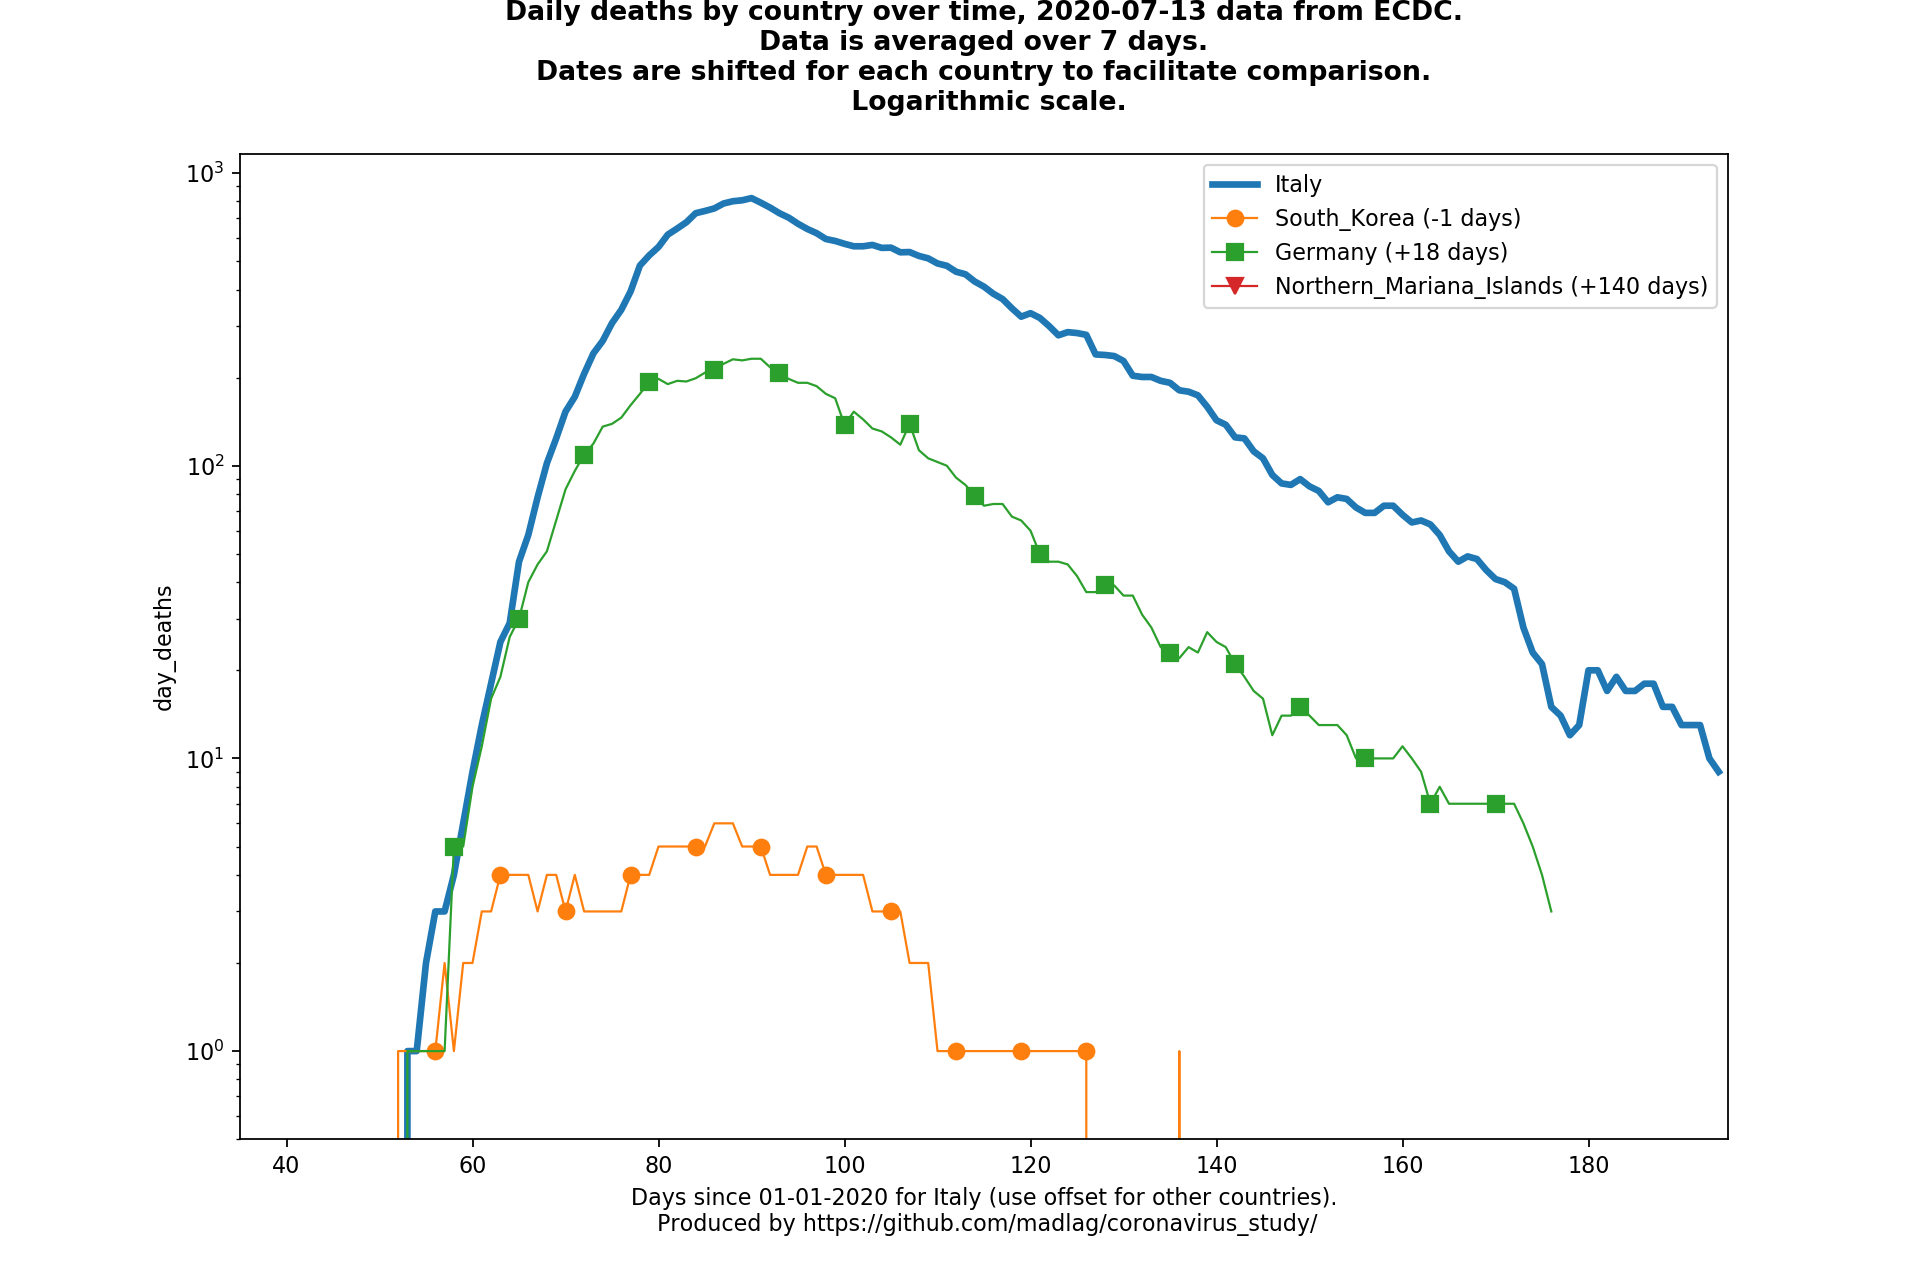 Daily deaths by country over time, 2020-07-13 data from ECDC.
Data is averaged over 7 days.
Dates are shifted for each country to facilitate comparison.
Logarithmic scale.
10³
10²
10¹
10⁰
day_deaths
Italy
South_Korea (-1 days)
Germany (+18 days)
Northern_Mariana_Islands (+140 days)
40 60 80 100 120 140 160 180
Days since 01-01-2020 for Italy (use offset for other countries).
Produced by https://github.com/madlag/coronavirus_study/